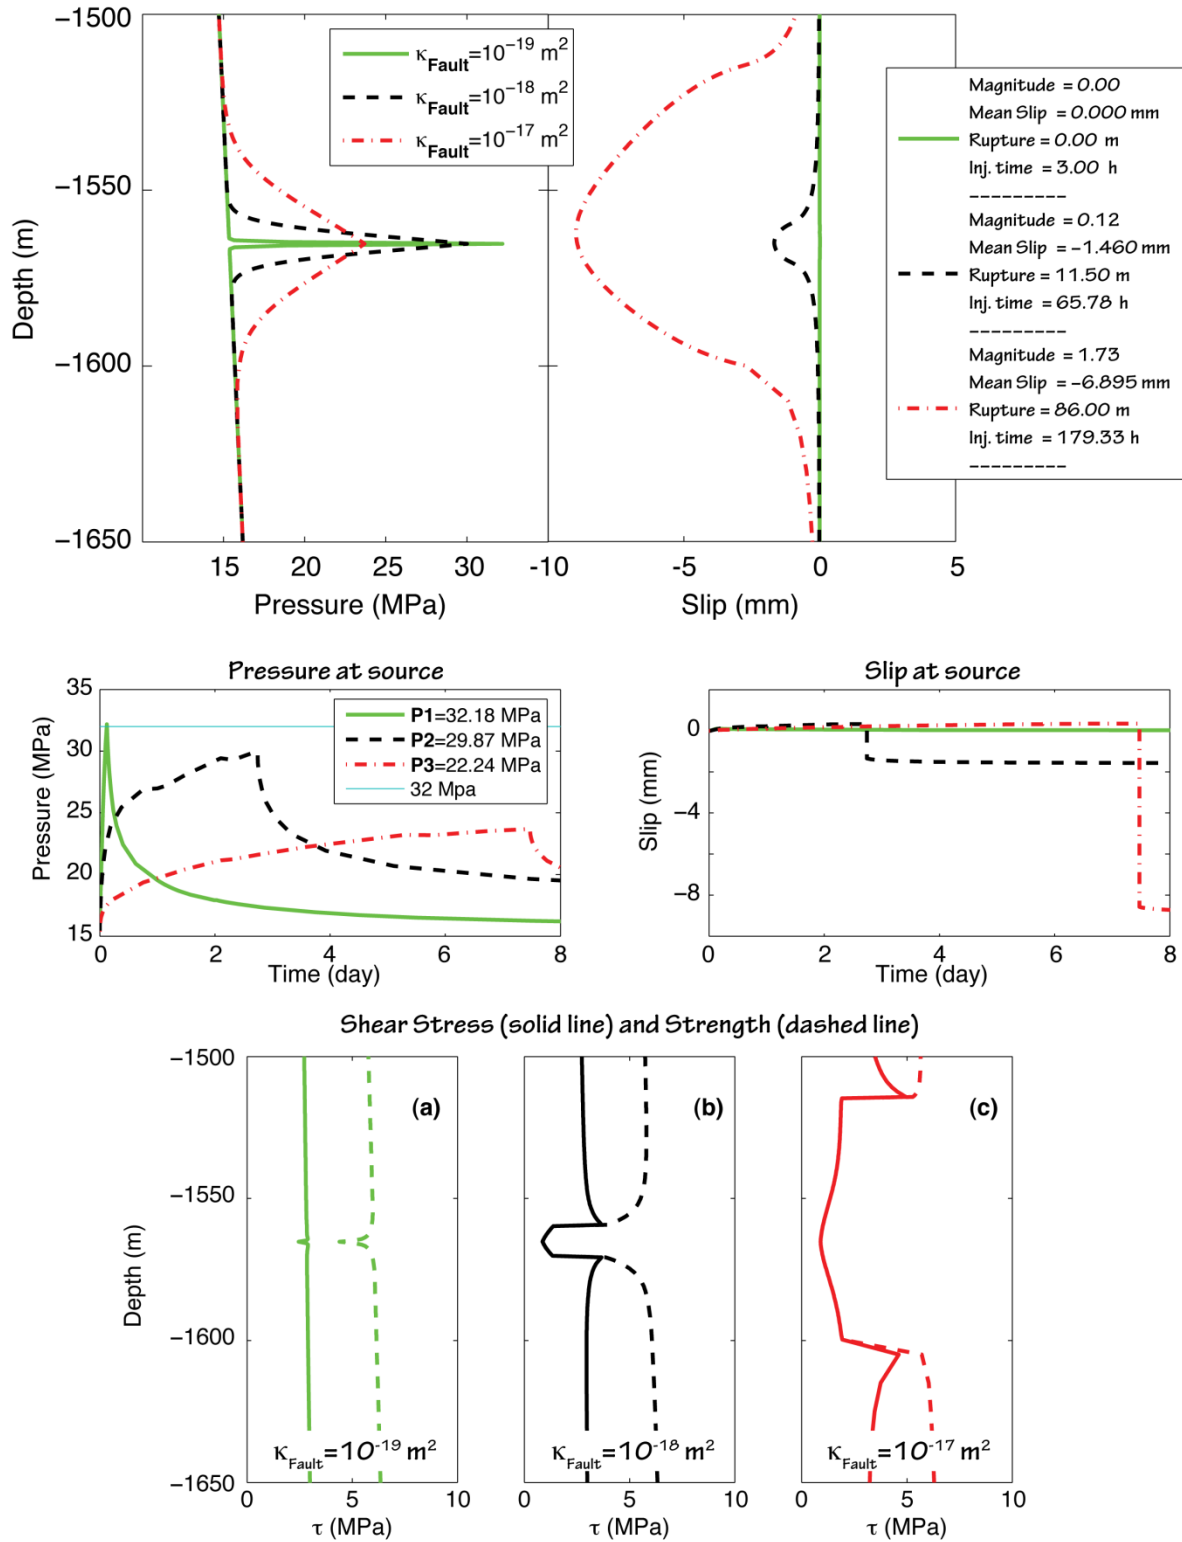 −1500
−1550
−1600
−1650
Depth (m)
15
20
25
30
Pressure (MPa)
κFault=10−19 m2
κFault=10−18 m2
κFault=10−17 m2
-10
-5
0
5
Slip (mm)
Magnitude = 0.00
Mean Slip = 0.000 mm
Rupture = 0.00 m
Inj. time = 3.00 h
----------
Magnitude = 0.12
Mean Slip = −1.460 mm
Rupture = 11.50 m
Inj. time = 65.78 h
----------
Magnitude = 1.73
Mean Slip = −6.895 mm
Rupture = 86.00 m
Inj. time = 179.33 h
----------
Pressure at source
35
30
25
20
15
Pressure (MPa)
P1=32.18 MPa
P2=29.87 MPa
P3=22.24 MPa
32 Mpa
0
2
4
6
8
Time (day)
Slip at source
0
−4
−8
Slip (mm)
0
2
4
6
8
Time (day)
Shear Stress (solid line) and Strength (dashed line)
−1500
−1550
−1600
−1650
Depth (m)
(a)
κFault=10-19 m2
0
5
10
τ (MPa)
(b)
κFault=10-18 m2
0
5
10
τ (MPa)
(c)
κFault=10-17 m2
0
5
10
τ (MPa)